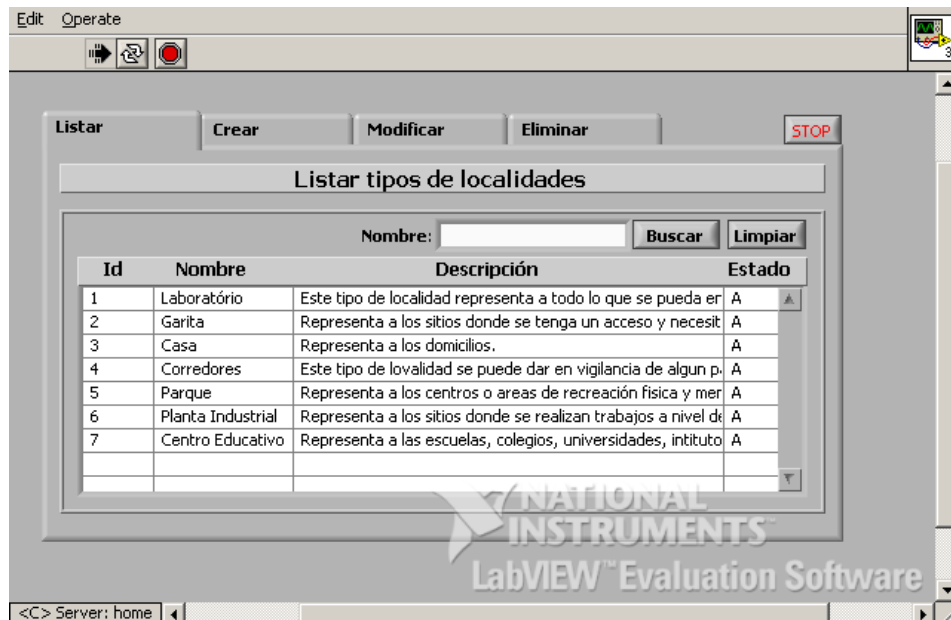 Edit Operate
3
Listar Crear Modificar Eliminar STOP
Listar tipos de localidades
Nombre: Buscar Limpiar
Id Nombre Descripción Estado
1 Laboratório Este tipo de localidad representa a todo lo que se pueda er A
2 Garita Representa a los sitios donde se tenga un acceso y necesit A
3 Casa Representa a los domicilios. A
4 Corredores Este tipo de lovalidad se puede dar en vigilancia de algun p A
5 Parque Representa a los centros o areas de recreación fisica y mer A
6 Planta Industrial Representa a los sitios donde se realizan trabajos a nivel de A
7 Centro Educativo Representa a las escuelas, colegios, universidades, intituto A
NATIONAL
INSTRUMENTS™
LabVIEW™ Evaluation Software
<C> Server: home